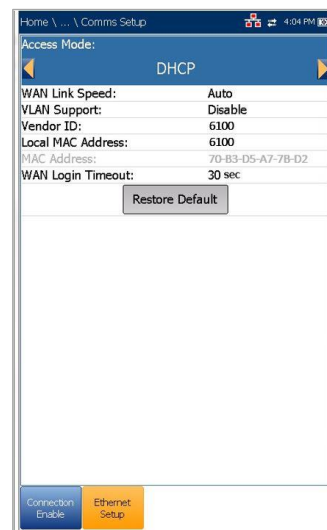 Home \ ... \ Comms Setup 4:04 PM
Access Mode:
DHCP
WAN Link Speed: Auto
VLAN Support: Disable
Vendor ID: 6100
Local MAC Address: 6100
MAC Address: 70-B3-D5-A7-7B-D2
WAN Login Timeout: 30 sec
Restore Default
Connection Enable
Ethernet Setup